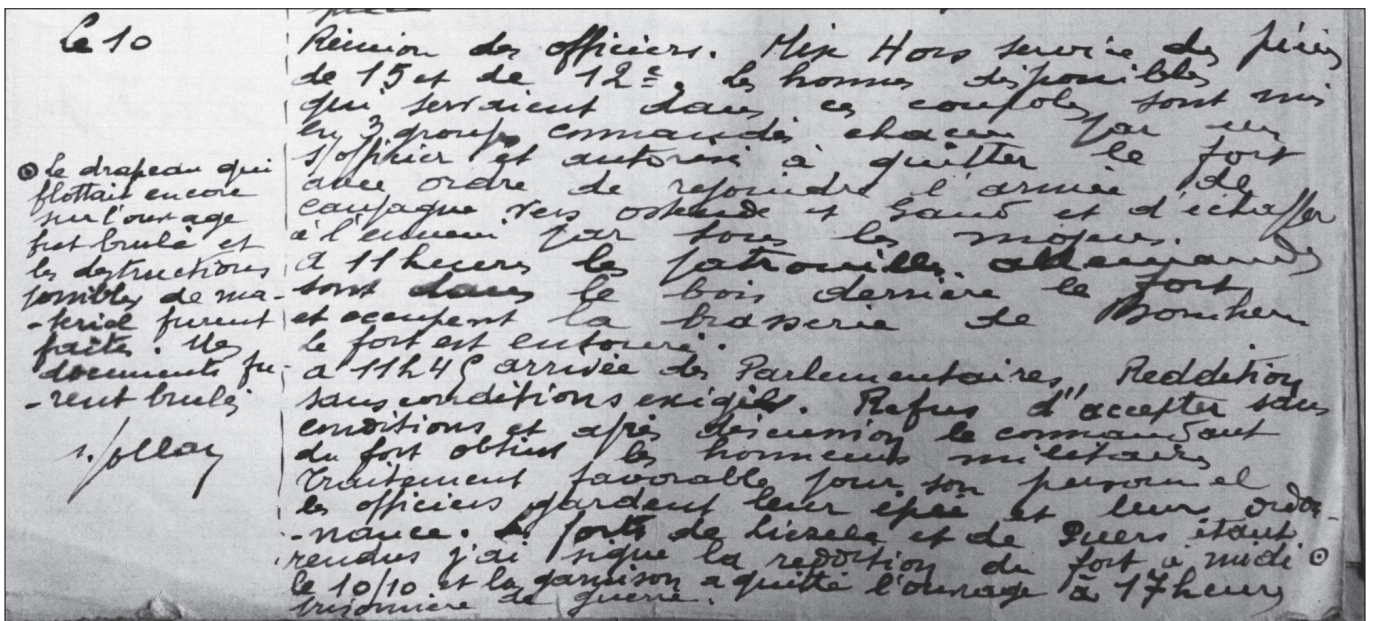 Le 10
Réunion des officiers. Mise Hors service des pièces
de 15 et de 12c. Les hommes disponibles
qui servaient dans ces coupoles sont mis
en 3 groupes commandés chacun par un
s/officier et autorisé à quitter le fort
avec ordre de rejoindre l'armée de
campagne vers ostende et Gand et d'échapper
à l'ennemi par tous les moyens.
à 11 heures les patrouilles allemandes
sont dans le bois derrière le fort
et occupent la brasserie de
le fort est entouré.
à 11h45 arrivée des Parlementaires, Reddition
sans conditions exigée. Refus d'accepter sans
conditions et après discussion le commandant
du fort obtint les honneurs militaires
traitement favorable pour son personnel
les officiers gardent leur épée et leurs ordon-
-nance. Les forts de Liezele et de Puers étant
rendus j'ai signé la reddition du fort à midi ⊙
le 10/10 et la garnison a quitté l'ouvrage à 17 heures
prisonnière de guerre.
⊙ le drapeau qui
flottait encore
sur l'ouvrage
fut brulé et
les destructions
possibles de ma-
-teriel furent
faites. Les
documents fu-
-rent brulés